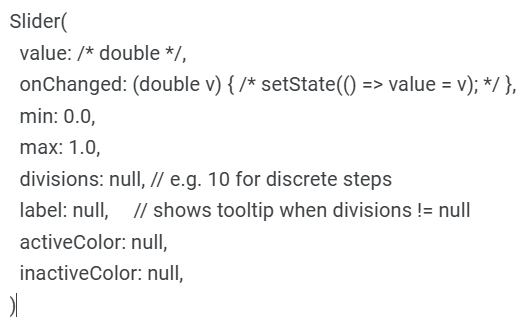 Slider(
  value: /* double */,
  onChanged: (double v) { /* setState(() => value = v); */ },
  min: 0.0,
  max: 1.0,
  divisions: null, // e.g. 10 for discrete steps
  label: null,     // shows tooltip when divisions != null
  activeColor: null,
  inactiveColor: null,
)